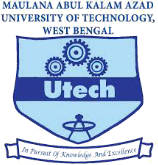 MAULANA ABUL KALAM AZAD
UNIVERSITY OF TECHNOLOGY,
WEST BENGAL
Utech
In Pursuit Of Knowledge And Excellence